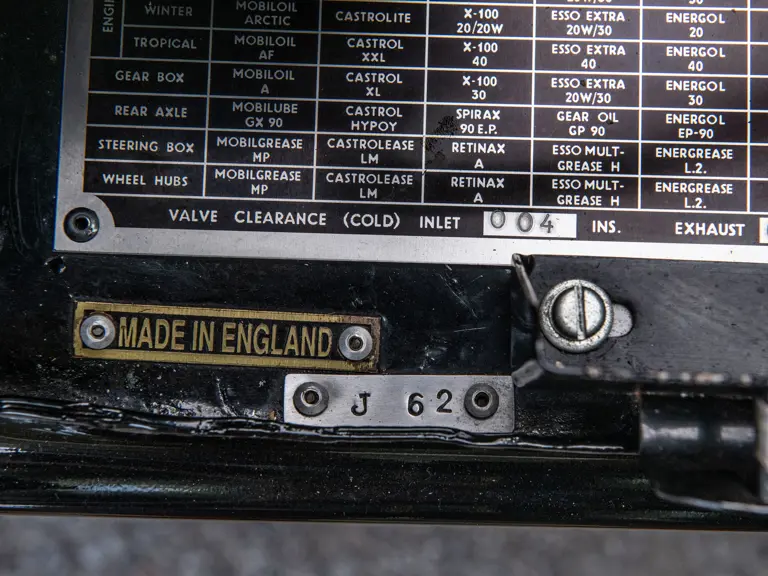 ENGI
WINTER MOBILOIL ARCTIC CASTROLITE X-100 20/20W ESSO EXTRA 20W/30 ENERGOL 20
TROPICAL MOBILOIL AF CASTROL XXL X-100 40 ESSO EXTRA 40 ENERGOL 40
GEAR BOX MOBILOIL A CASTROL XL X-100 30 ESSO EXTRA 20W/30 ENERGOL 30
REAR AXLE MOBILUBE GX 90 CASTROL HYPOY SPIRAX 90 E.P. GEAR OIL GP 90 ENERGOL EP-90
STEERING BOX MOBILGREASE MP CASTROLEASE LM RETINAX A ESSO MULT-GREASE H ENERGREASE L.2.
WHEEL HUBS MOBILGREASE MP CASTROLEASE LM RETINAX A ESSO MULT-GREASE H ENERGREASE L.2.
VALVE CLEARANCE (COLD) INLET 004 INS. EXHAUST
MADE IN ENGLAND
J 62